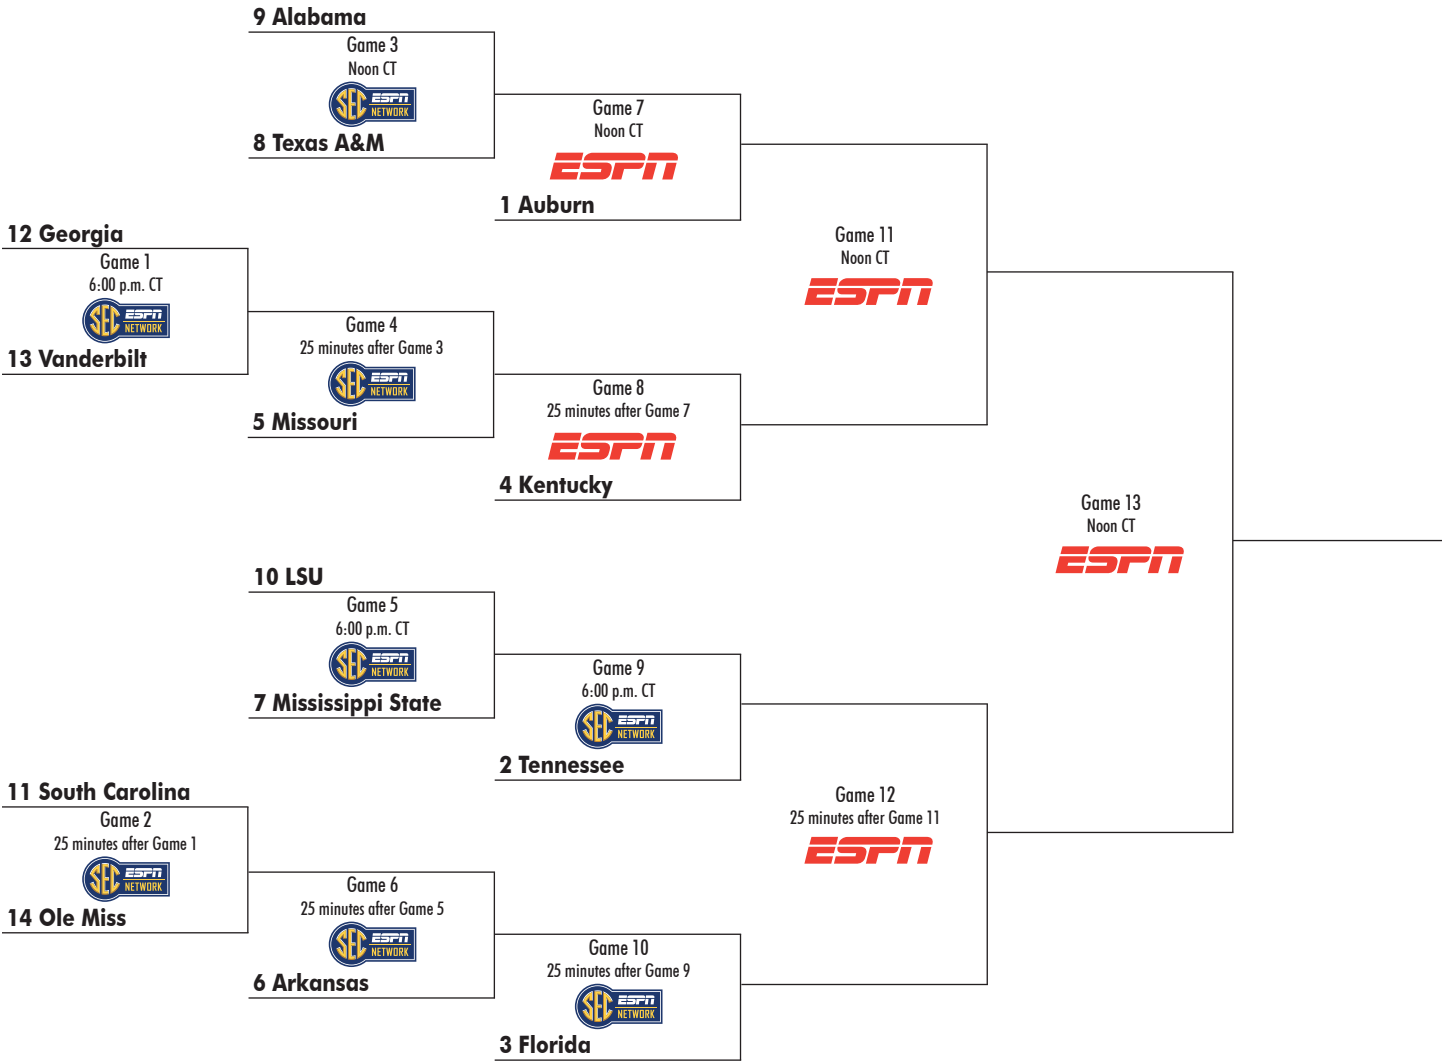 9 Alabama
Game 3
Noon CT
SEC ESPN NETWORK
8 Texas A&M
Game 7
Noon CT
ESPN
1 Auburn
12 Georgia
Game 1
6:00 p.m. CT
SEC ESPN NETWORK
13 Vanderbilt
Game 4
25 minutes after Game 3
SEC ESPN NETWORK
5 Missouri
Game 8
25 minutes after Game 7
ESPN
4 Kentucky
Game 11
Noon CT
ESPN
Game 13
Noon CT
ESPN
10 LSU
Game 5
6:00 p.m. CT
SEC ESPN NETWORK
7 Mississippi State
Game 9
6:00 p.m. CT
SEC ESPN NETWORK
2 Tennessee
11 South Carolina
Game 2
25 minutes after Game 1
SEC ESPN NETWORK
14 Ole Miss
Game 6
25 minutes after Game 5
SEC ESPN NETWORK
6 Arkansas
Game 10
25 minutes after Game 9
SEC ESPN NETWORK
3 Florida
Game 12
25 minutes after Game 11
ESPN